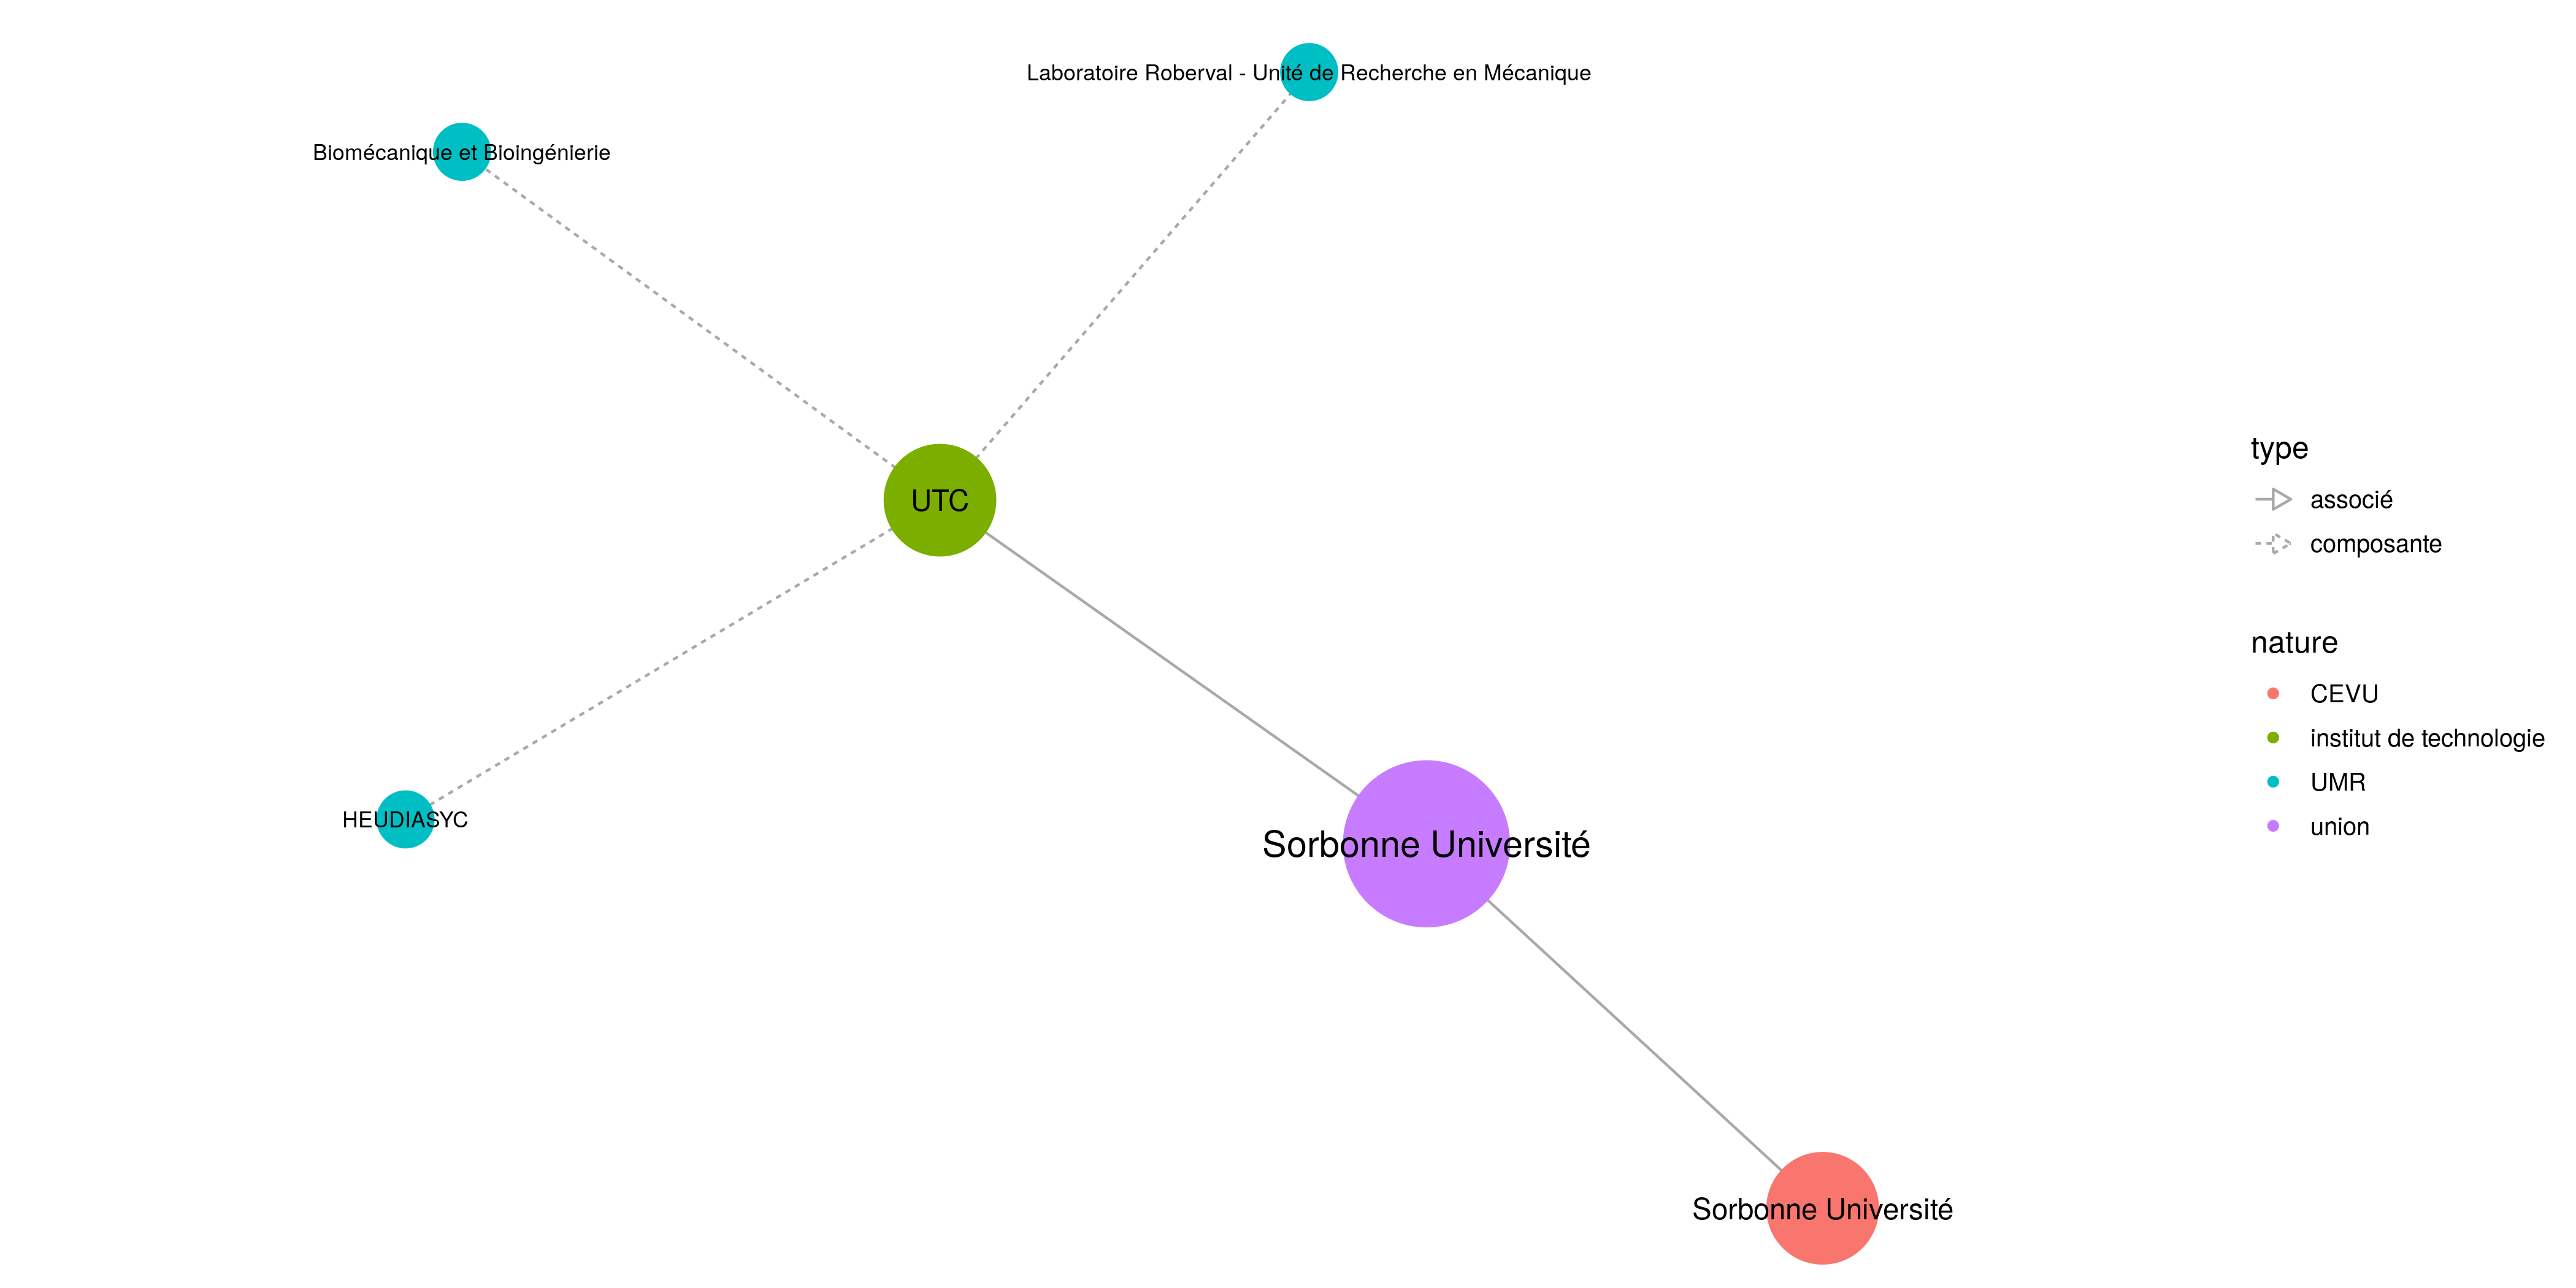 Laboratoire Roberval - Unité de Recherche en Mécanique
Biomécanique et Bioingénierie
UTC
HEUDIASYC
Sorbonne Université
Sorbonne Université
type
associé
composante
nature
CEVU
institut de technologie
UMR
union